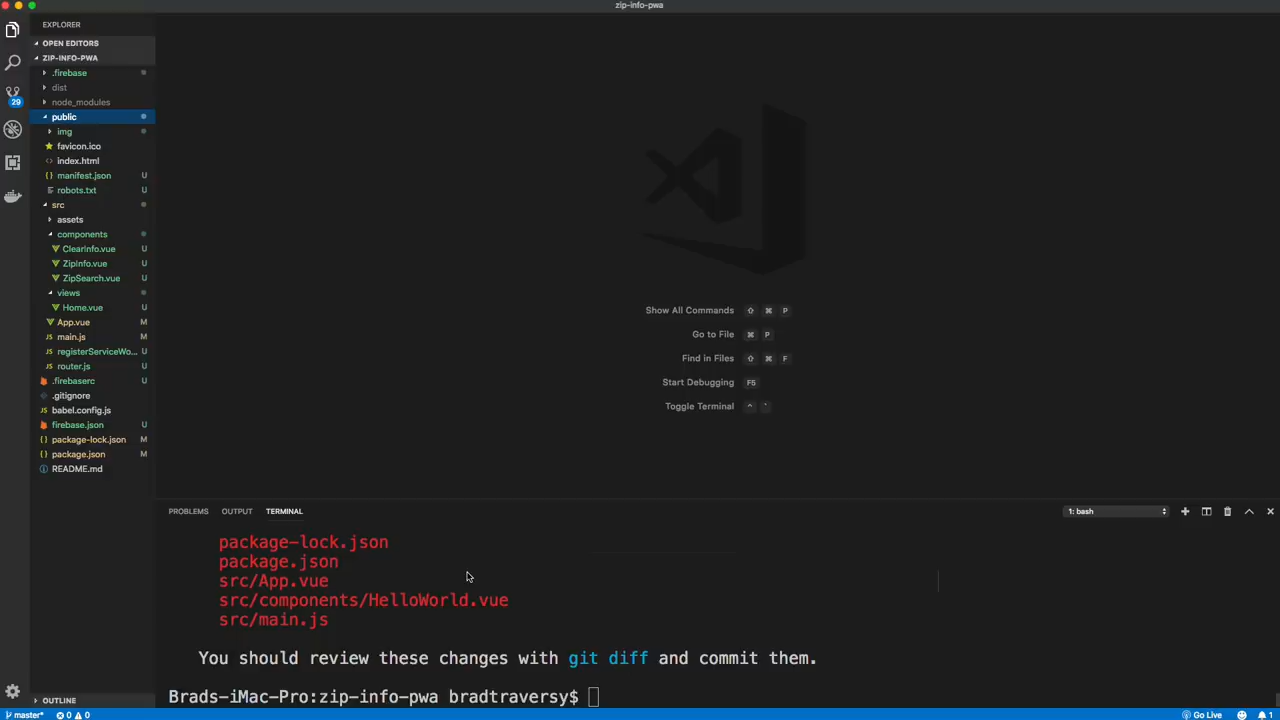 zip-info-pwa
EXPLORER
OPEN EDITORS
ZIP-INFO-PWA
.firebase
dist
node_modules
public
img
favicon.ico
index.html
manifest.json U
robots.txt U
src
assets
components
ClearInfo.vue U
ZipInfo.vue U
ZipSearch.vue U
views
Home.vue U
App.vue M
main.js M
registerServiceWo... U
router.js U
.firebaserc U
.gitignore
babel.config.js
firebase.json U
package-lock.json M
package.json M
README.md
OUTLINE
29
Show All Commands ⇧ ⌘ P
Go to File ⌘ P
Find in Files ⇧ ⌘ F
Start Debugging F5
Toggle Terminal ^ `
PROBLEMS OUTPUT TERMINAL 1: bash
package-lock.json
package.json
src/App.vue
src/components/HelloWorld.vue
src/main.js
You should review these changes with git diff and commit them.
Brads-iMac-Pro:zip-info-pwa bradtraversy$
master* 0 0 Go Live 1